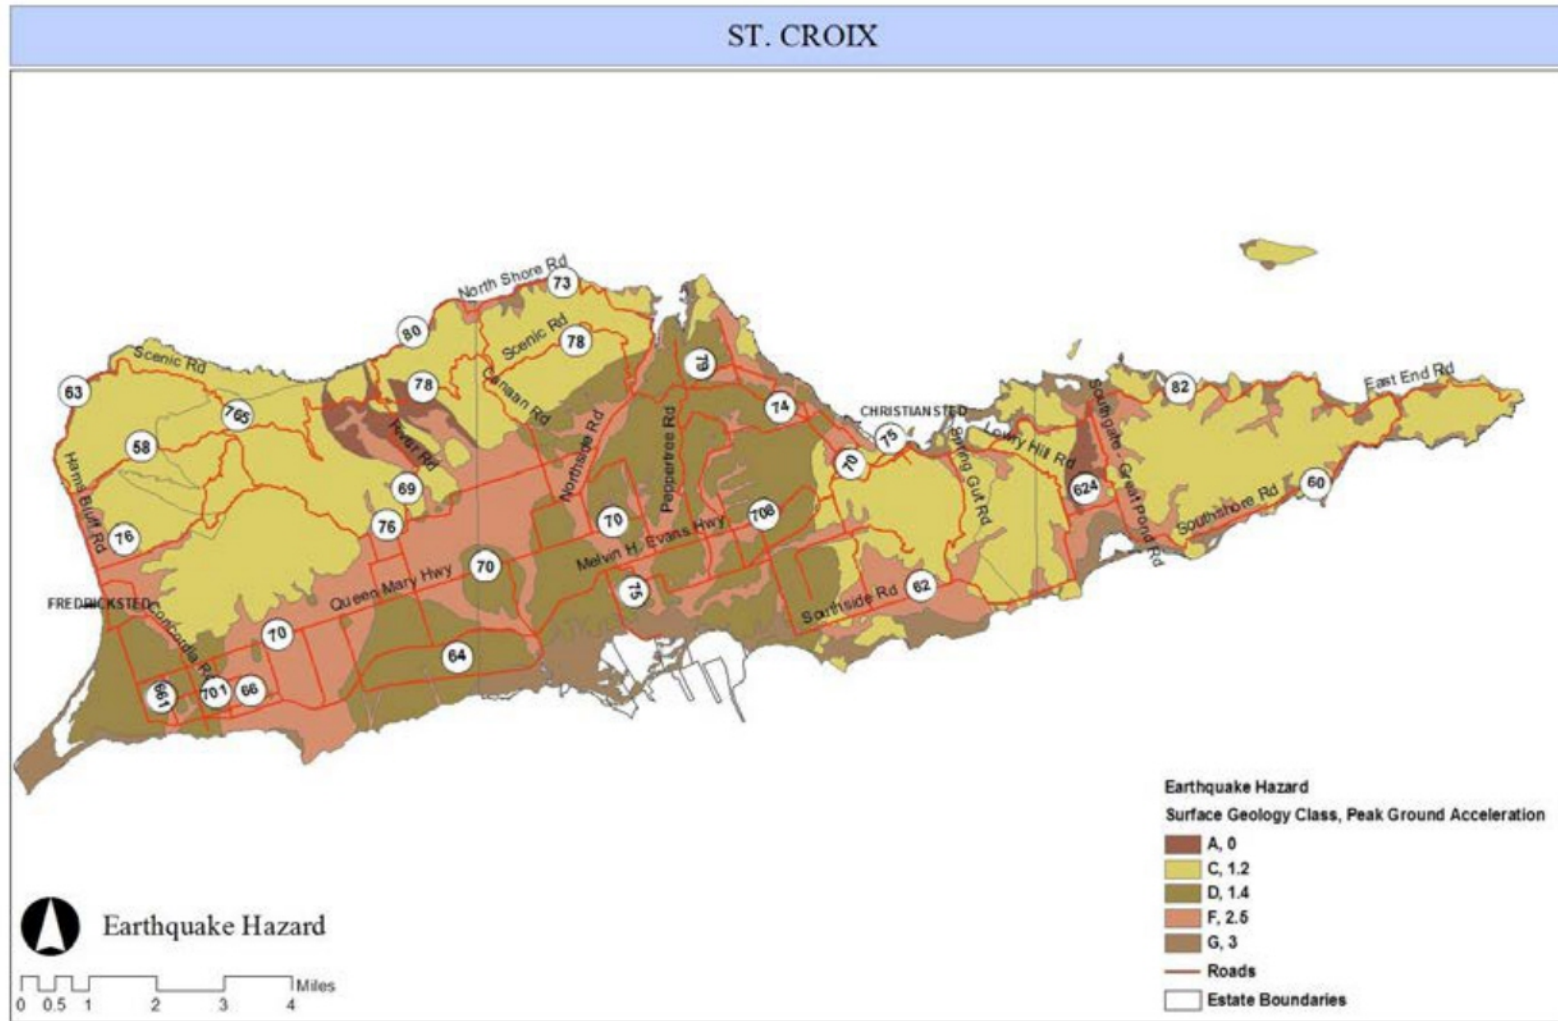 ST. CROIX
North Shore Rd
73
80
Scenic Rd
78
Scenic Rd
63
765
78
Canaan Rd
79
82
East End Rd
58
River Rd
Northside Rd
Peppertree Rd
74
CHRISTIANSTED
75
Lowry Hill Rd
Southgate - Great Pond Rd
Hams Bluff Rd
69
70
Spring Gut Rd
624
60
76
76
70
708
Southshore Rd
Melvin H. Evans Hwy
70
Queen Mary Hwy
75
Southside Rd
62
FREDRICKSTED
Concordia Rd
70
64
661
701
66
Earthquake Hazard
Surface Geology Class, Peak Ground Acceleration
A, 0
C, 1.2
D, 1.4
F, 2.5
G, 3
Roads
Estate Boundaries
Earthquake Hazard
Miles
0 0.5 1 2 3 4